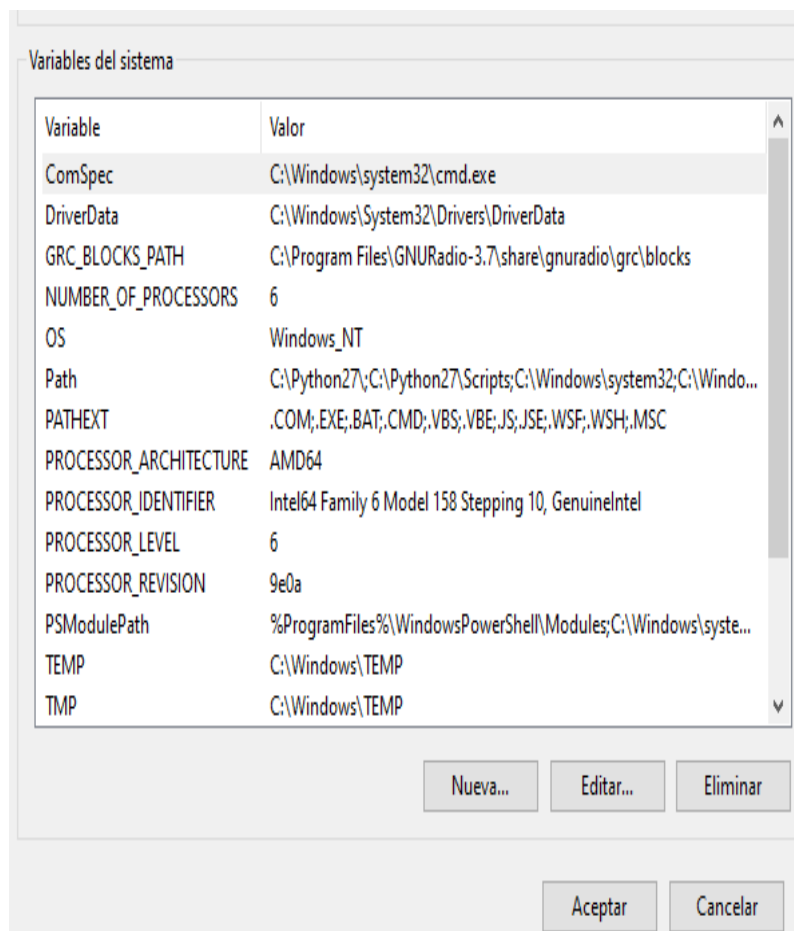 Variables del sistema
Variable Valor
ComSpec C:\Windows\system32\cmd.exe
DriverData C:\Windows\System32\Drivers\DriverData
GRC_BLOCKS_PATH C:\Program Files\GNURadio-3.7\share\gnuradio\grc\blocks
NUMBER_OF_PROCESSORS 6
OS Windows_NT
Path C:\Python27\;C:\Python27\Scripts;C:\Windows\system32;C:\Windo...
PATHEXT .COM;.EXE;.BAT;.CMD;.VBS;.VBE;.JS;.JSE;.WSF;.WSH;.MSC
PROCESSOR_ARCHITECTURE AMD64
PROCESSOR_IDENTIFIER Intel64 Family 6 Model 158 Stepping 10, GenuineIntel
PROCESSOR_LEVEL 6
PROCESSOR_REVISION 9e0a
PSModulePath %ProgramFiles%\WindowsPowerShell\Modules;C:\Windows\syste...
TEMP C:\Windows\TEMP
TMP C:\Windows\TEMP
Nueva... Editar... Eliminar
Aceptar Cancelar